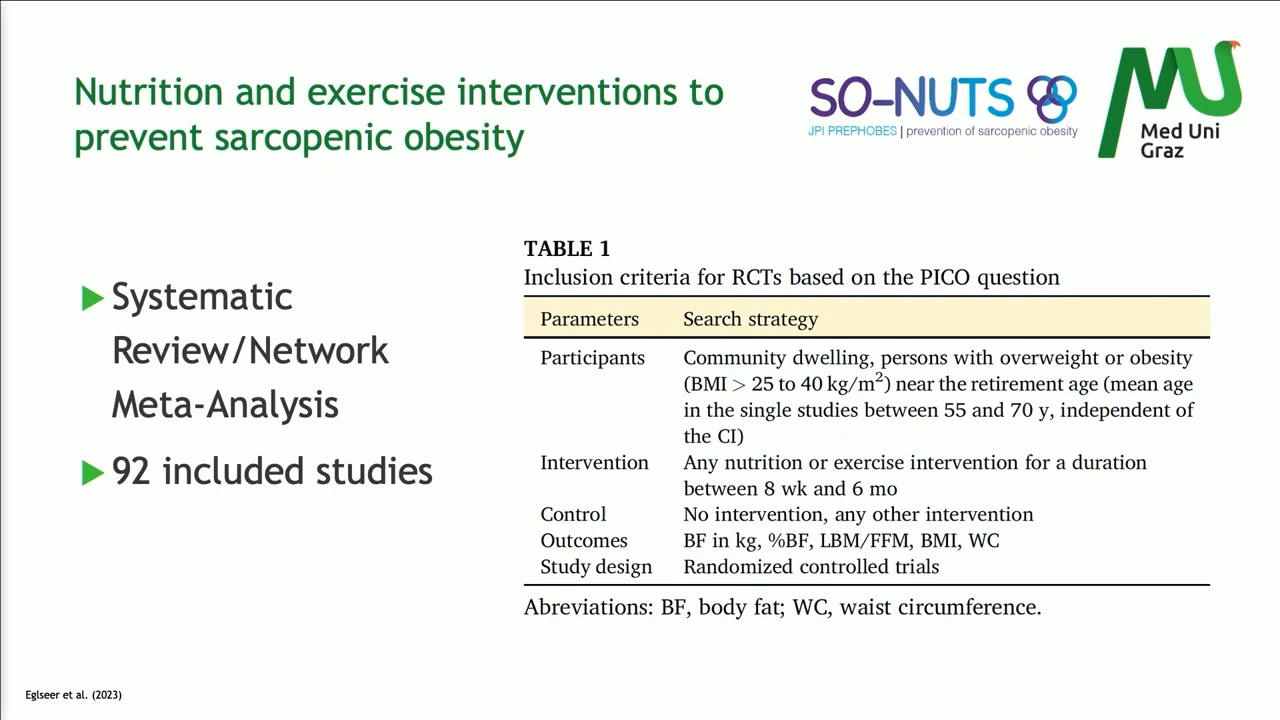 Nutrition and exercise interventions to
prevent sarcopenic obesity
SO-NUTS
JPI PREPHOBES | prevention of sarcopenic obesity
Med Uni
Graz
Systematic
Review/Network
Meta-Analysis
92 included studies
TABLE 1
Inclusion criteria for RCTs based on the PICO question
Parameters Search strategy
Participants Community dwelling, persons with overweight or obesity
(BMI > 25 to 40 kg/m²) near the retirement age (mean age
in the single studies between 55 and 70 y, independent of
the CI)
Intervention Any nutrition or exercise intervention for a duration
between 8 wk and 6 mo
Control No intervention, any other intervention
Outcomes BF in kg, %BF, LBM/FFM, BMI, WC
Study design Randomized controlled trials
Abreviations: BF, body fat; WC, waist circumference.
Eglseer et al. (2023)